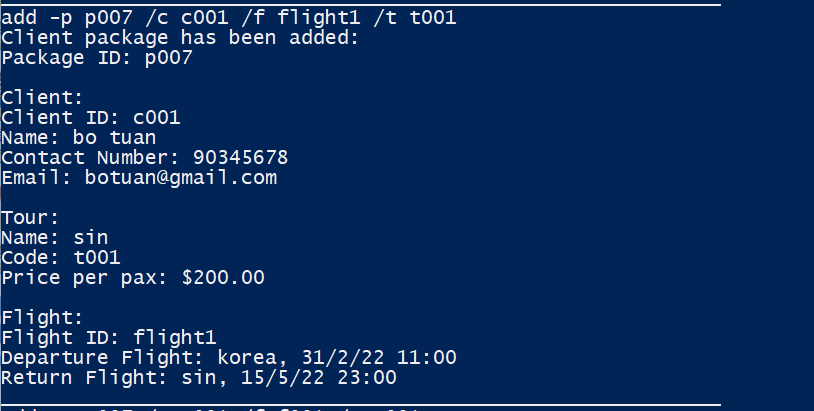 add -p p007 /c c001 /f flight1 /t t001
Client package has been added:
Package ID: p007
Client:
Client ID: c001
Name: bo tuan
Contact Number: 90345678
Email: botuan@gmail.com
Tour:
Name: sin
Code: t001
Price per pax: $200.00
Flight:
Flight ID: flight1
Departure Flight: korea, 31/2/22 11:00
Return Flight: sin, 15/5/22 23:00